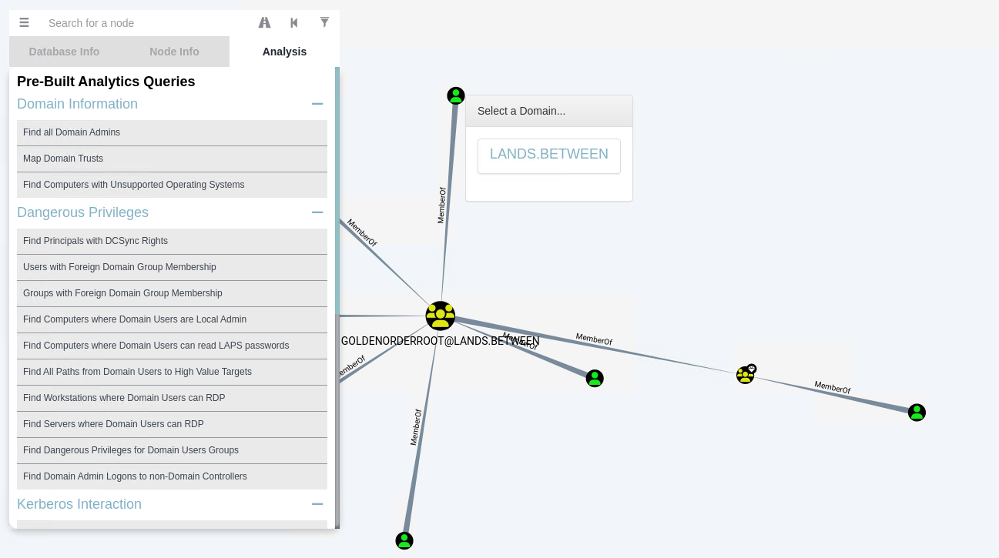 Search for a node
Database Info
Node Info
Analysis
Pre-Built Analytics Queries
Domain Information
Find all Domain Admins
Map Domain Trusts
Find Computers with Unsupported Operating Systems
Dangerous Privileges
Find Principals with DCSync Rights
Users with Foreign Domain Group Membership
Groups with Foreign Domain Group Membership
Find Computers where Domain Users are Local Admin
Find Computers where Domain Users can read LAPS passwords
Find All Paths from Domain Users to High Value Targets
Find Workstations where Domain Users can RDP
Find Servers where Domain Users can RDP
Find Dangerous Privileges for Domain Users Groups
Find Domain Admin Logons to non-Domain Controllers
Kerberos Interaction
Select a Domain...
LANDS.BETWEEN
MemberOf
MemberOf
GOLDENORDERROOT@LANDS.BETWEEN
MemberOf
MemberOf
emberOf
MemberOf
MemberOf